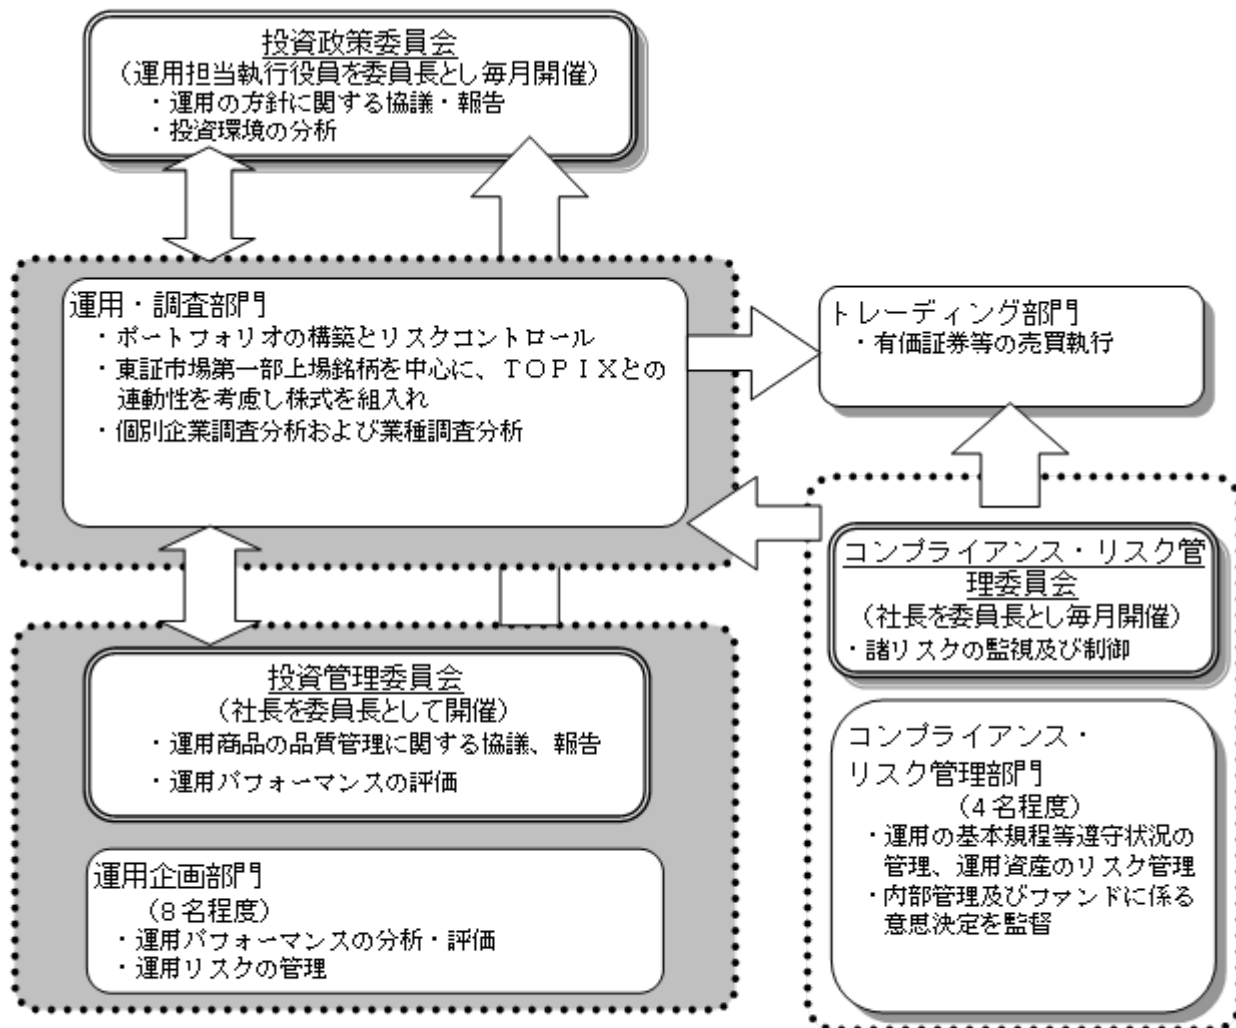 投資政策委員会
（運用担当執行役員を委員長とし毎月開催）
・運用の方針に関する協議・報告
・投資環境の分析
運用・調査部門
・ポートフォリオの構築とリスクコントロール
・東証市場第一部上場銘柄を中心に、ＴＯＰＩＸとの
連動性を考慮し株式を組入れ
・個別企業調査分析および業種調査分析
トレーディング部門
・有価証券等の売買執行
コンプライアンス・リスク管
理委員会
（社長を委員長とし毎月開催）
・諸リスクの監視及び制御
投資管理委員会
（社長を委員長として開催）
・運用商品の品質管理に関する協議、報告
・運用パフォーマンスの評価
運用企画部門
（８名程度）
・運用パフォーマンスの分析・評価
・運用リスクの管理
コンプライアンス・
リスク管理部門
（４名程度）
・運用の基本規程等遵守状況の
管理、運用資産のリスク管理
・内部管理及びファンドに係る
意思決定を監督